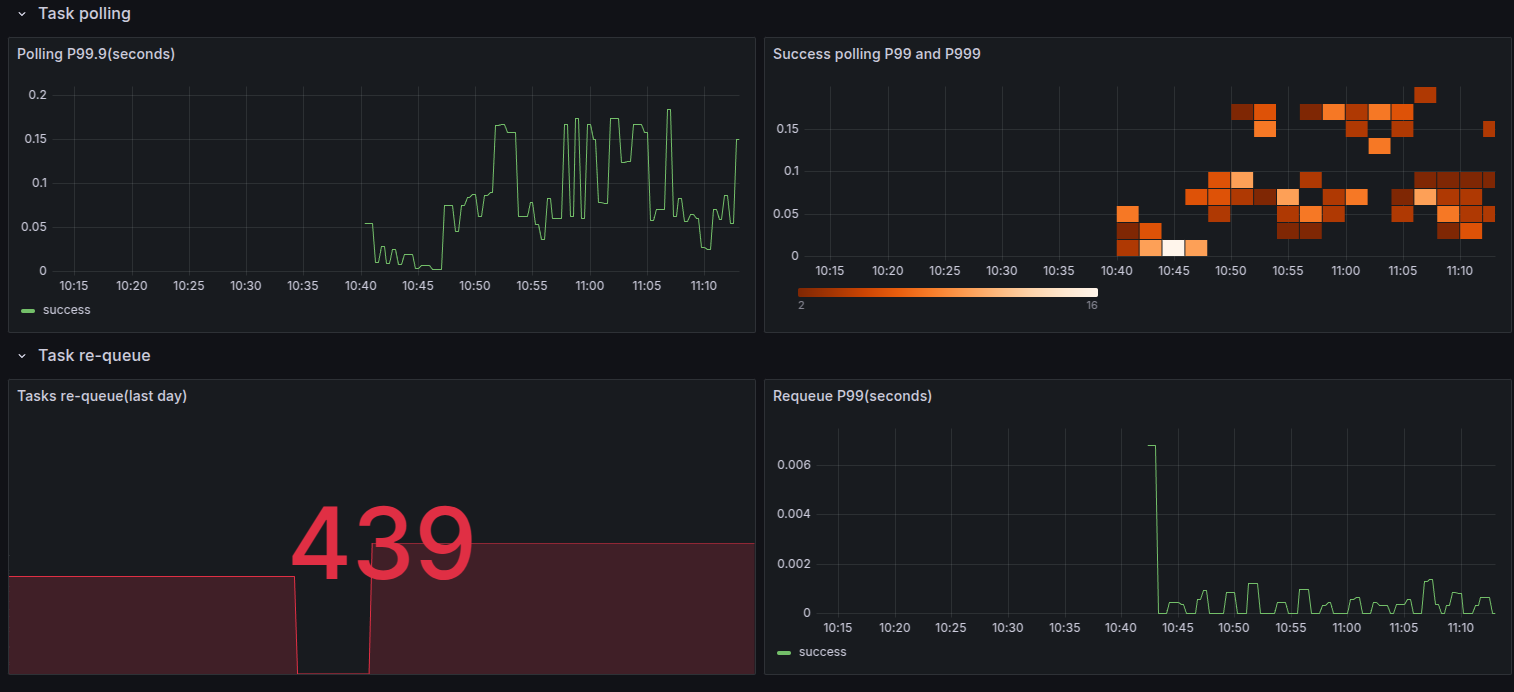 Task polling
Polling P99.9(seconds)
0.2
0.15
0.1
0.05
0
10:15 10:20 10:25 10:30 10:35 10:40 10:45 10:50 10:55 11:00 11:05 11:10
success
Success polling P99 and P999
0.15
0.1
0.05
0
10:15 10:20 10:25 10:30 10:35 10:40 10:45 10:50 10:55 11:00 11:05 11:10
2 16
Task re-queue
Tasks re-queue(last day)
439
Requeue P99(seconds)
0.006
0.004
0.002
0
10:15 10:20 10:25 10:30 10:35 10:40 10:45 10:50 10:55 11:00 11:05 11:10
success